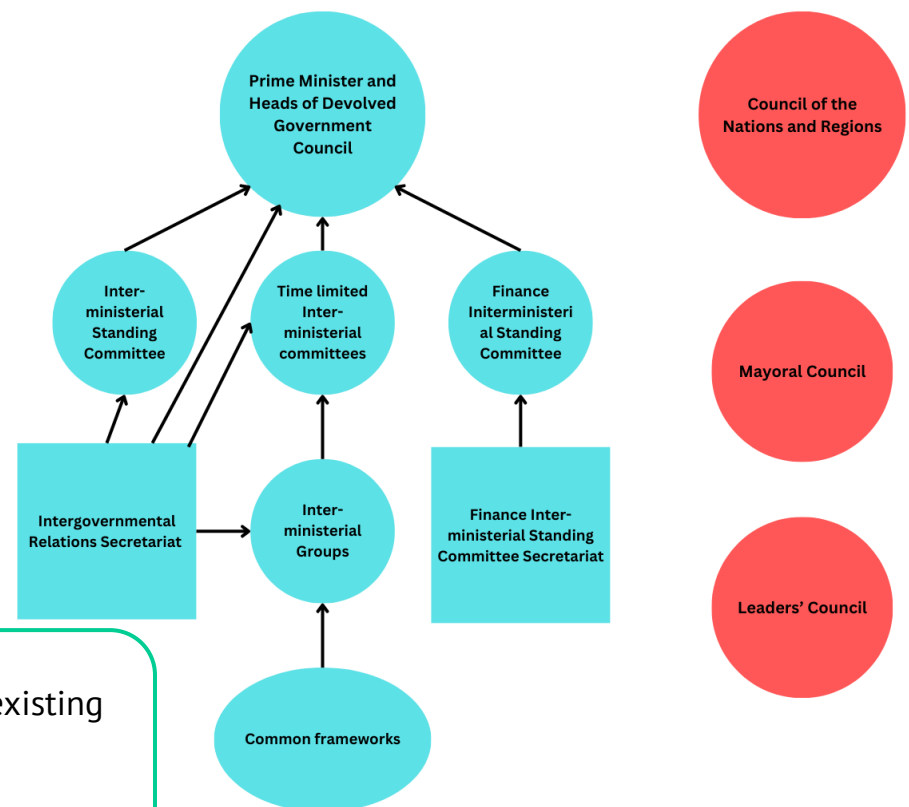 Prime Minister and
Heads of Devolved
Government
Council
Council of the
Nations and Regions
Inter-
ministerial
Standing
Committee
Time limited
Inter-
ministerial
committees
Finance
Initerministeri
al Standing
Committee
Mayoral Council
Intergovernmental
Relations Secretariat
Inter-
ministerial
Groups
Finance Inter-
ministerial Standing
Committee Secretariat
Leaders’ Council
existing
Common frameworks